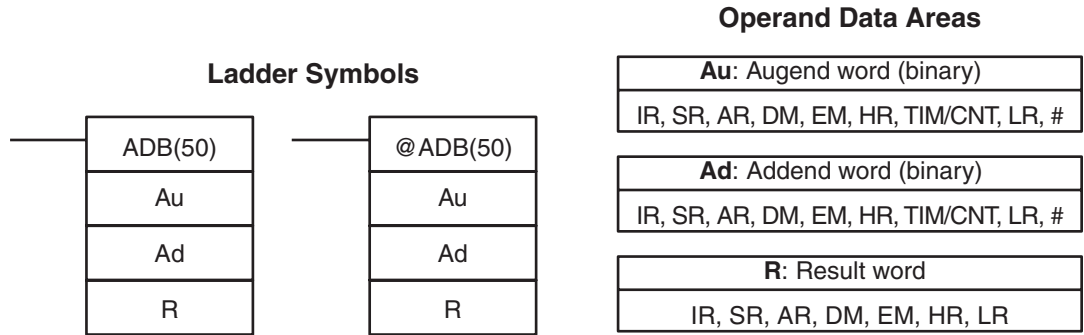 Operand Data Areas
Ladder Symbols
ADB(50)
Au
Ad
R
@ADB(50)
Au
Ad
R
Au: Augend word (binary)
IR, SR, AR, DM, EM, HR, TIM/CNT, LR, #
Ad: Addend word (binary)
IR, SR, AR, DM, EM, HR, TIM/CNT, LR, #
R: Result word
IR, SR, AR, DM, EM, HR, LR